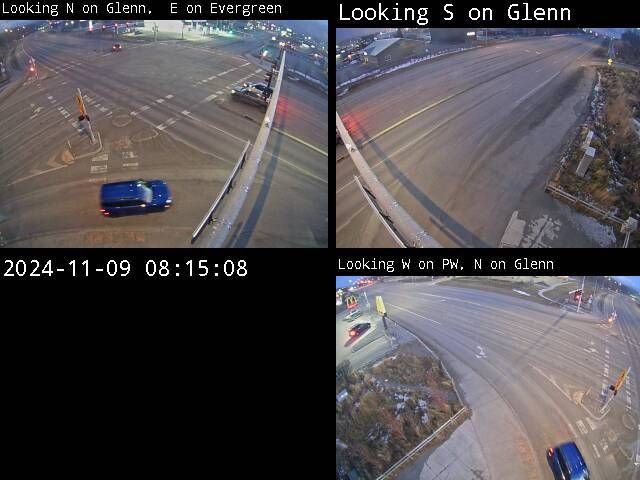 Looking N on Glenn,  E on Evergreen
Looking S on Glenn
2024-11-09 08:15:08
Looking W on PW, N on Glenn